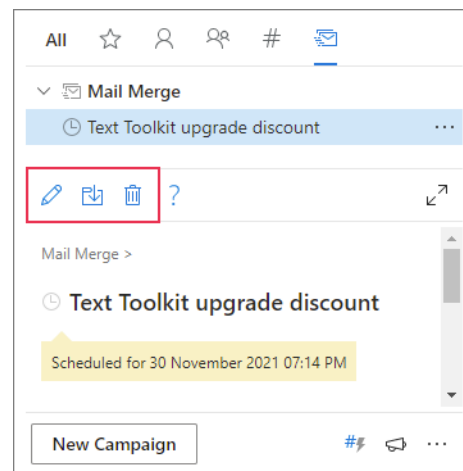 All #
Mail Merge
Text Toolkit upgrade discount ...
?
Mail Merge >
Text Toolkit upgrade discount
Scheduled for 30 November 2021 07:14 PM
New Campaign # ...